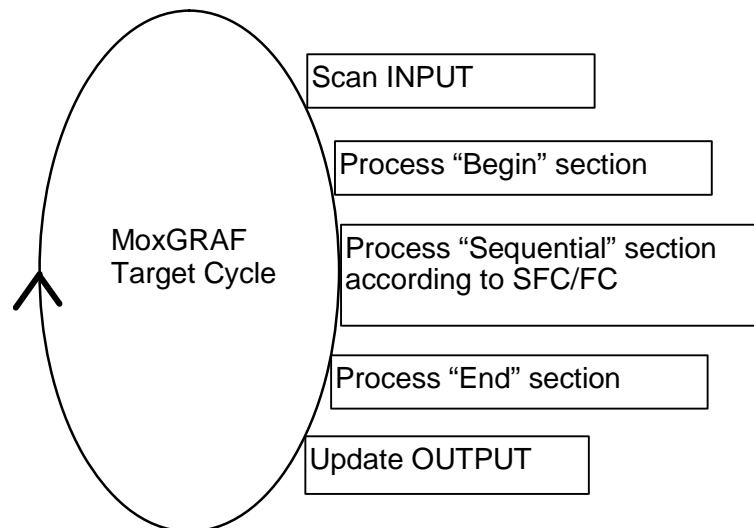 Scan INPUT
Process “Begin” section
MoxGRAF
Target Cycle
Process “Sequential” section
according to SFC/FC
Process “End” section
Update OUTPUT